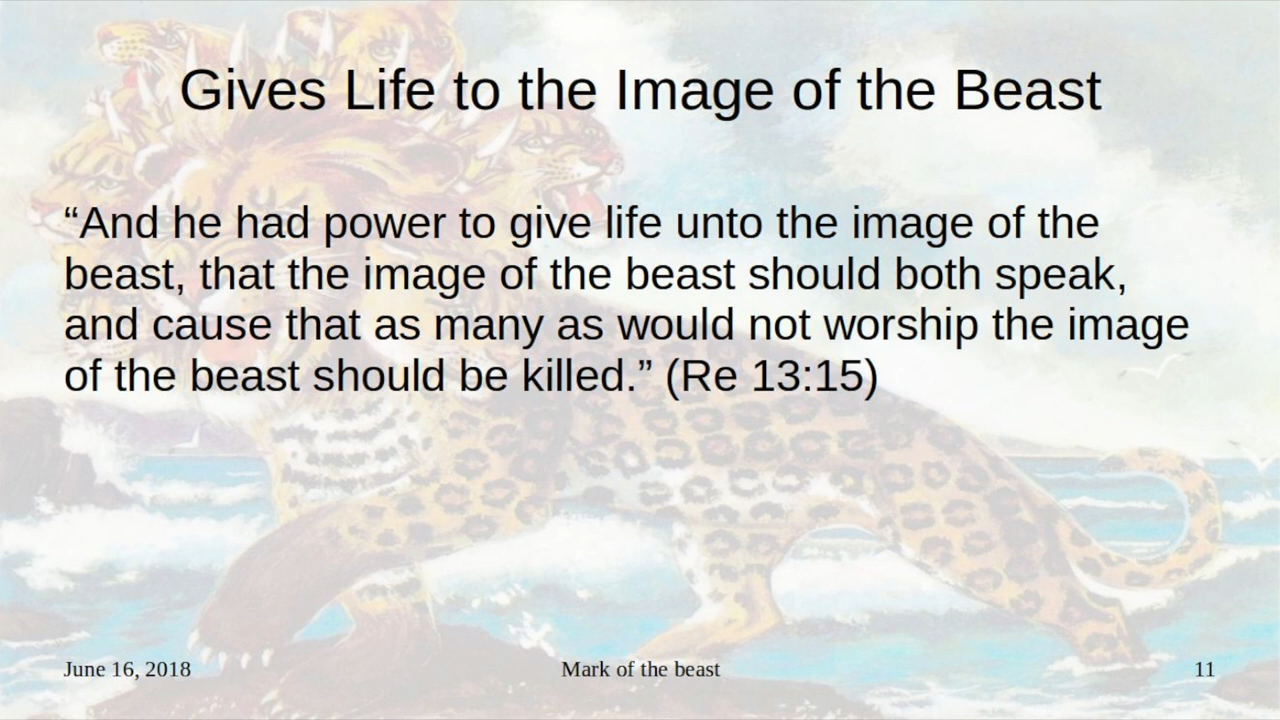 Gives Life to the Image of the Beast
“And he had power to give life unto the image of the
beast, that the image of the beast should both speak,
and cause that as many as would not worship the image
of the beast should be killed.” (Re 13:15)
June 16, 2018
Mark of the beast
11